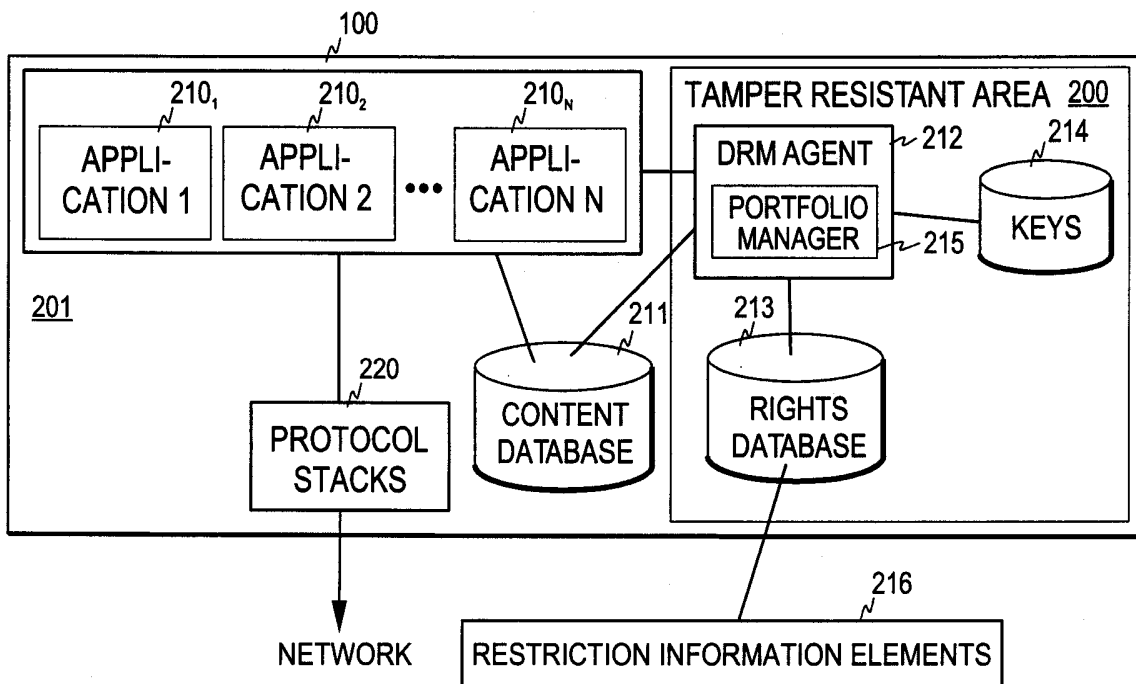 100
210₁
210₂
210N
APPLI-
CATION 1
APPLI-
CATION 2
•••
APPLI-
CATION N
TAMPER RESISTANT AREA 200
212
DRM AGENT
PORTFOLIO
MANAGER
215
214
KEYS
201
211
CONTENT
DATABASE
213
RIGHTS
DATABASE
220
PROTOCOL
STACKS
216
NETWORK
RESTRICTION INFORMATION ELEMENTS